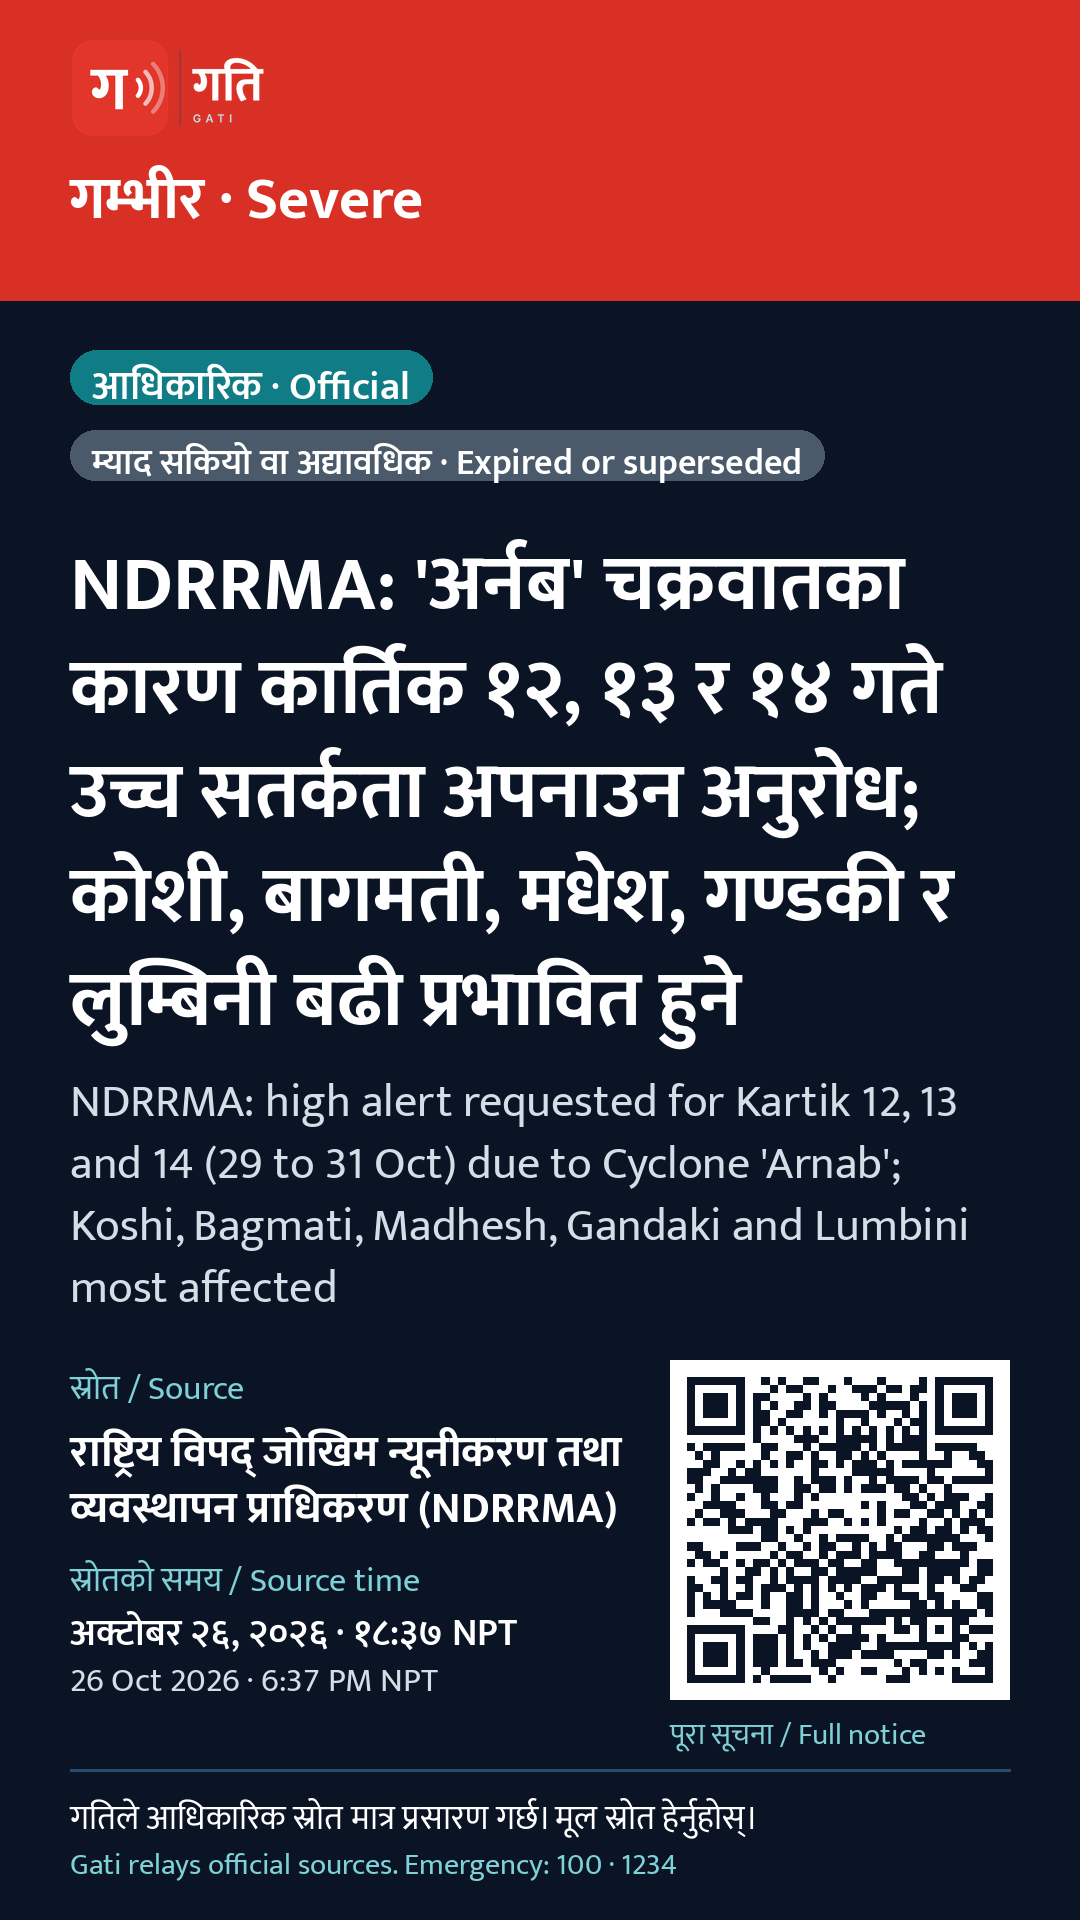 ग
गति
GATI
गम्भीर · Severe
आधिकारिक · Official
म्याद सकियो वा अद्यावधिक · Expired or superseded
NDRRMA: 'अर्नब' चक्रवातका
कारण कार्तिक १२, १३ र १४ गते
उच्च सतर्कता अपनाउन अनुरोध;
कोशी, बागमती, मधेश, गण्डकी र
लुम्बिनी बढी प्रभावित हुने
NDRRMA: high alert requested for Kartik 12, 13
and 14 (29 to 31 Oct) due to Cyclone 'Arnab';
Koshi, Bagmati, Madhesh, Gandaki and Lumbini
most affected
स्रोत / Source
राष्ट्रिय विपद् जोखिम न्यूनीकरण तथा
व्यवस्थापन प्राधिकरण (NDRRMA)
स्रोतको समय / Source time
अक्टोबर २६, २०२६ · १८:३७ NPT
26 Oct 2026 · 6:37 PM NPT
पूरा सूचना / Full notice
गतिले आधिकारिक स्रोत मात्र प्रसारण गर्छ। मूल स्रोत हेर्नुहोस्।
Gati relays official sources. Emergency: 100 · 1234